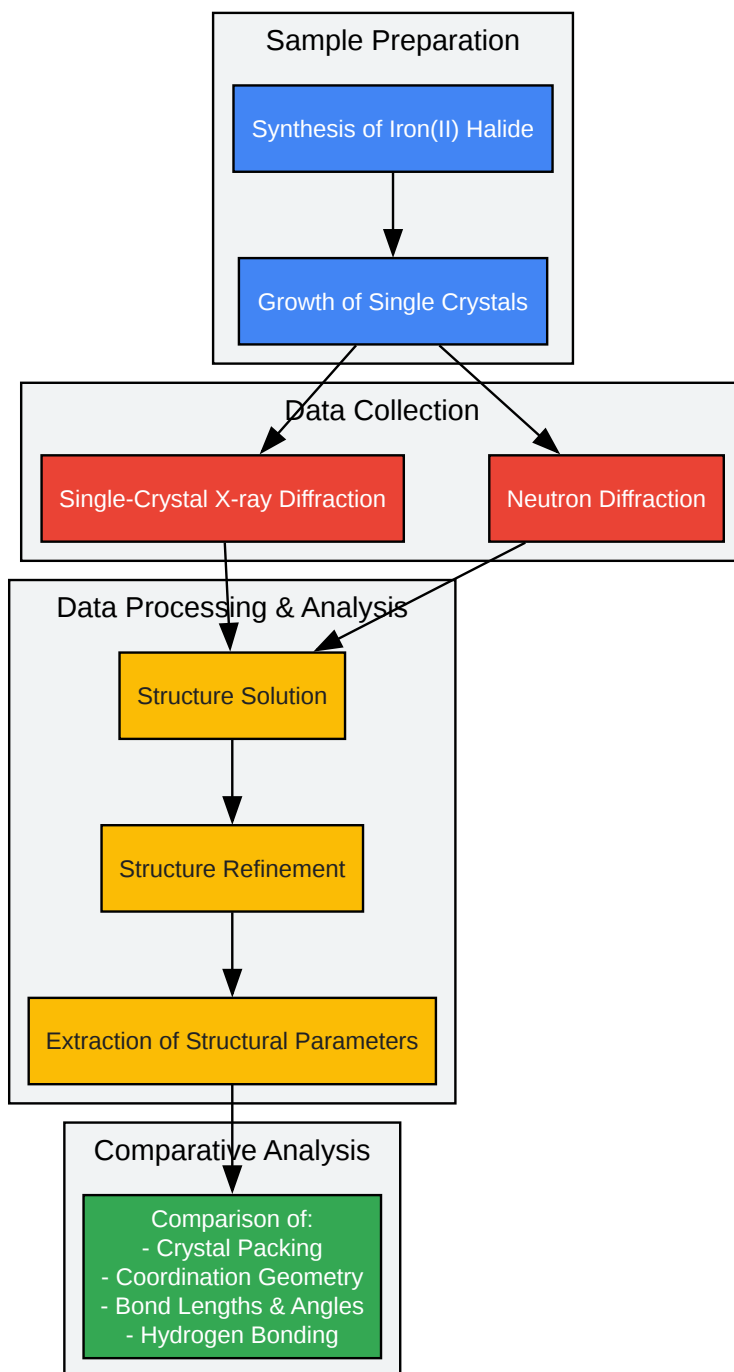 Sample Preparation
Synthesis of Iron(II) Halide
Growth of Single Crystals
Data Collection
Single-Crystal X-ray Diffraction
Neutron Diffraction
Data Processing & Analysis
Structure Solution
Structure Refinement
Extraction of Structural Parameters
Comparative Analysis
Comparison of:
- Crystal Packing
- Coordination Geometry
- Bond Lengths & Angles
- Hydrogen Bonding